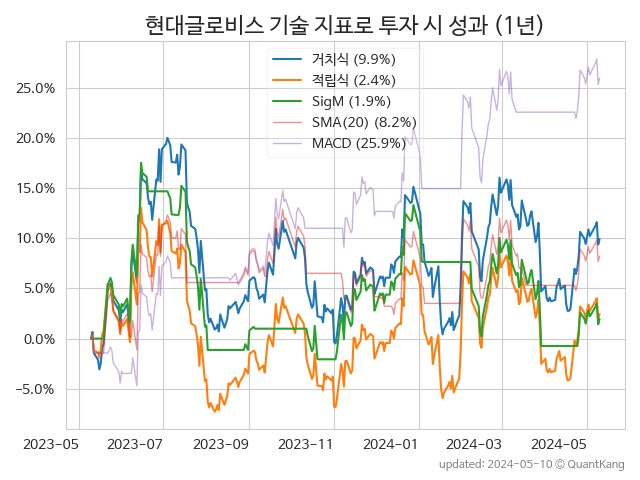 현대글로비스 기술 지표로 투자 시 성과 (1년)
거치식 (9.9%)
적립식 (2.4%)
SigM (1.9%)
SMA(20) (8.2%)
MACD (25.9%)
25.0%
20.0%
15.0%
10.0%
5.0%
0.0%
−5.0%
2023-05
2023-07
2023-09
2023-11
2024-01
2024-03
2024-05
updated: 2024-05-10 © QuantKang